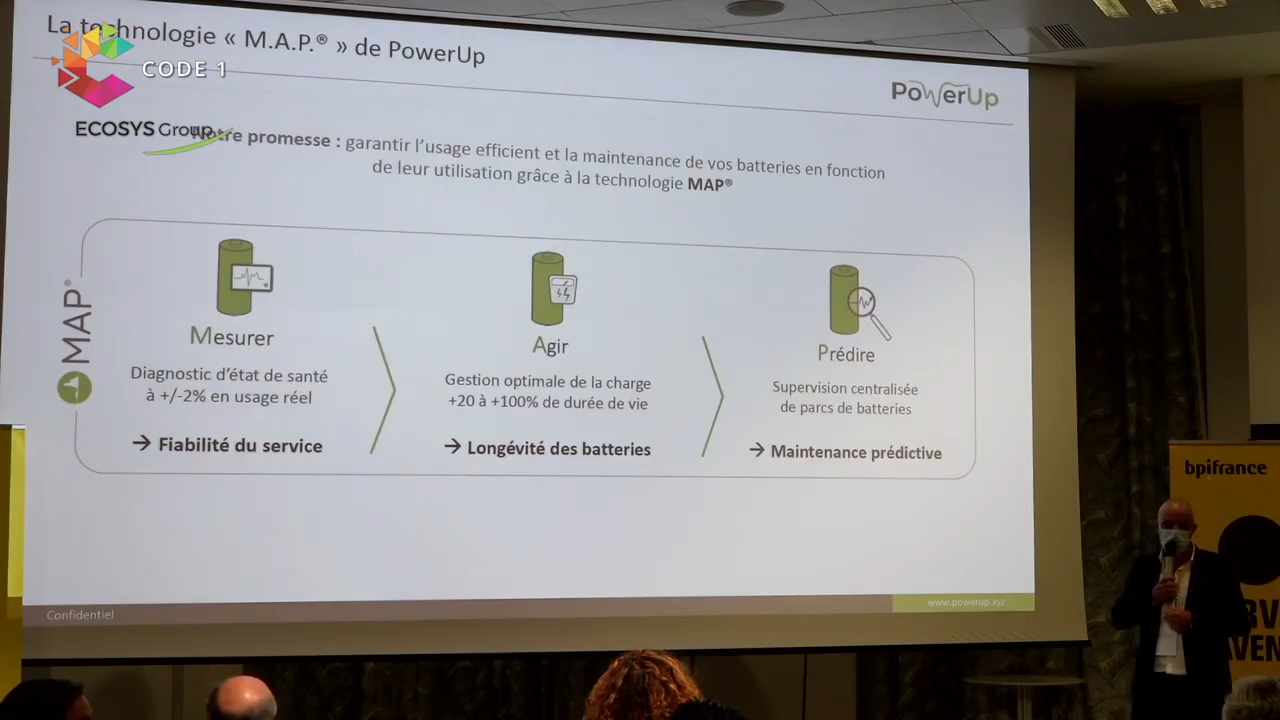 La technologie « M.A.P.® » de PowerUp
CODE 1
PowerUp
ECOSYS Group
Notre promesse : garantir l'usage efficient et la maintenance de vos batteries en fonction
de leur utilisation grâce à la technologie MAP®
MAP®
Mesurer
Diagnostic d'état de santé
à +/-2% en usage réel
→ Fiabilité du service
Agir
Gestion optimale de la charge
+20 à +100% de durée de vie
→ Longévité des batteries
Prédire
Supervision centralisée
de parcs de batteries
→ Maintenance prédictive
Confidentiel
www.powerup.xyz
bpifrance